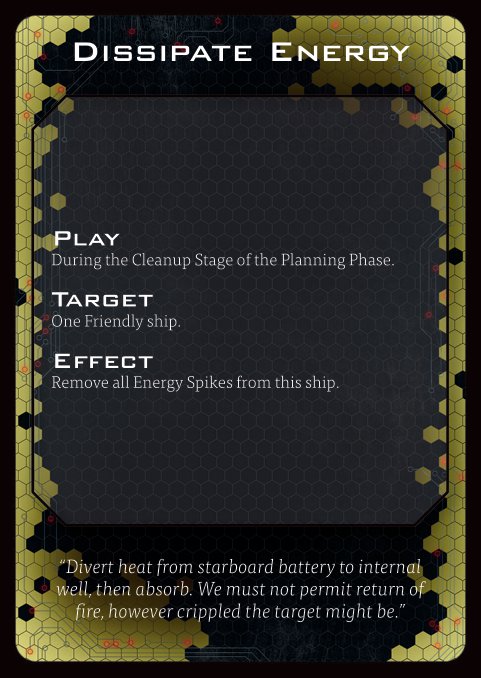 Dissipate Energy
Play
During the Cleanup Stage of the Planning Phase.
Target
One Friendly ship.
Effect
Remove all Energy Spikes from this ship.
“Divert heat from starboard battery to internal
well, then absorb. We must not permit return of
fire, however crippled the target might be.”